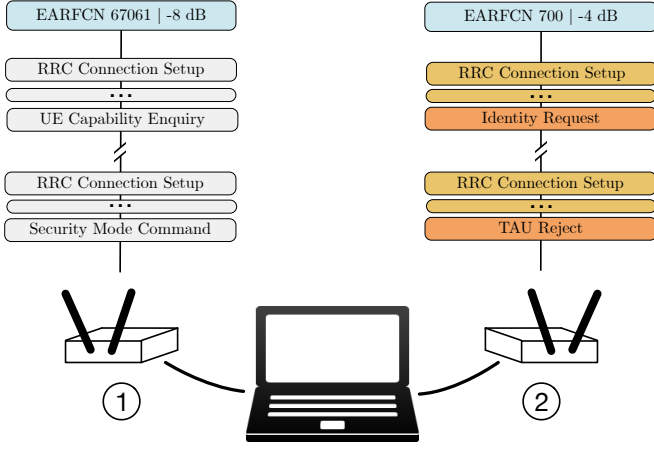 EARFCN 67061 | -8 dB
RRC Connection Setup
...
UE Capability Enquiry
RRC Connection Setup
...
Security Mode Command
1
EARFCN 700 | -4 dB
RRC Connection Setup
...
Identity Request
RRC Connection Setup
...
TAU Reject
2